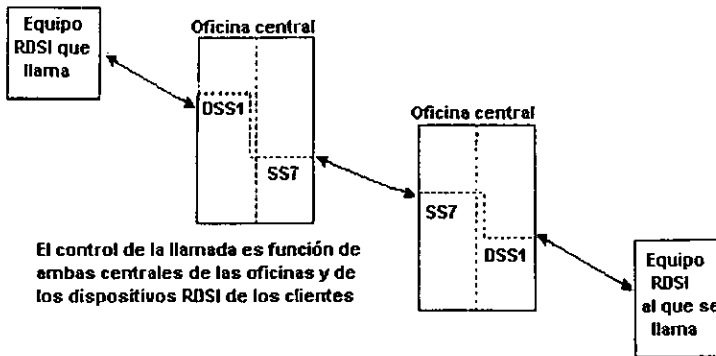 Equipo
RDSI que
llama
Oficina central
DSS1
SS7
Oficina central
SS7
DSS1
El control de la llamada es función de
ambas centrales de las oficinas y de
los dispositivos RDSI de los clientes
Equipo
RDSI
al que se
llama